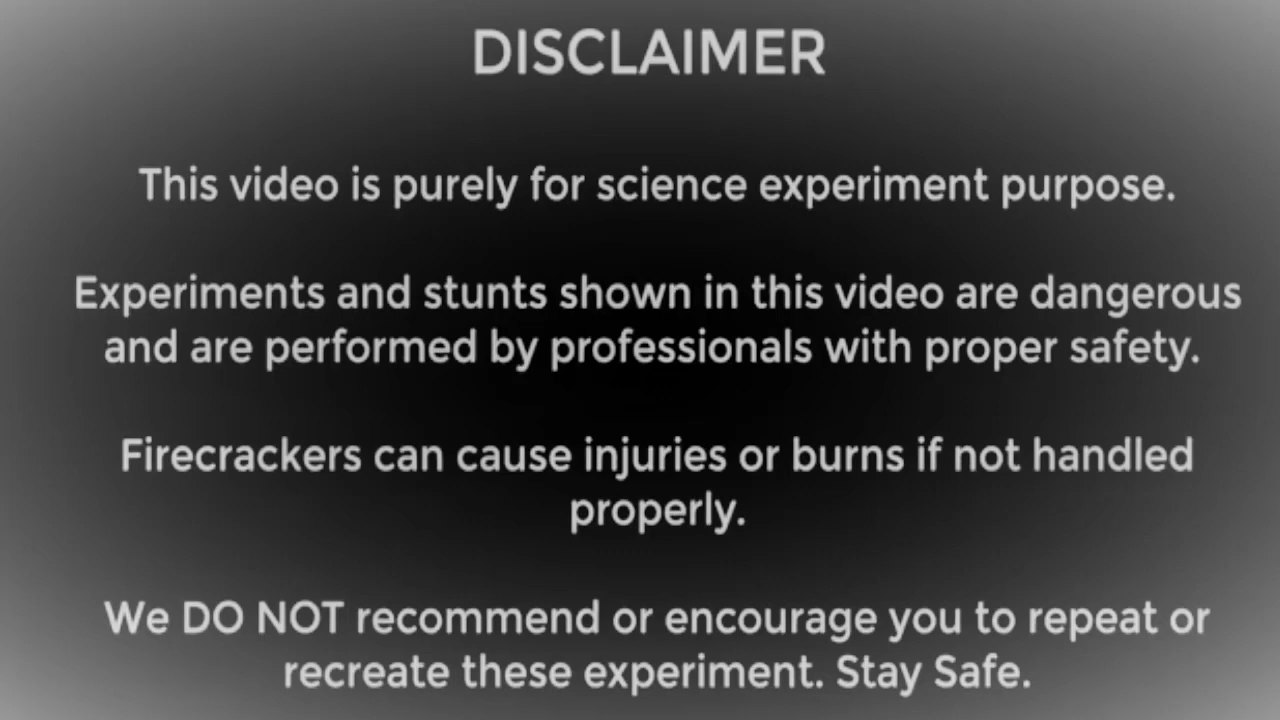 DISCLAIMER
This video is purely for science experiment purpose.
Experiments and stunts shown in this video are dangerous
and are performed by professionals with proper safety.
Firecrackers can cause injuries or burns if not handled
properly.
We DO NOT recommend or encourage you to repeat or
recreate these experiment. Stay Safe.